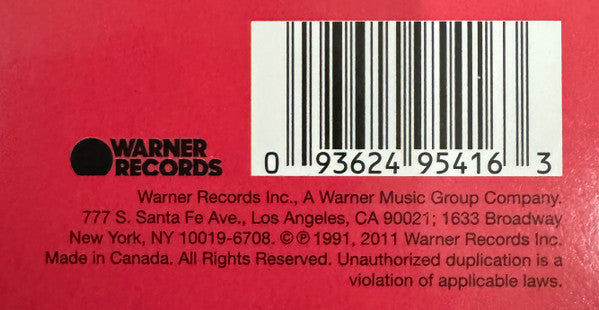 WARNER
RECORDS
0 93624 95416 3
Warner Records Inc., A Warner Music Group Company.
777 S. Santa Fe Ave., Los Angeles, CA 90021; 1633 Broadway
New York, NY 10019-6708. ©℗ 1991, 2011 Warner Records Inc.
Made in Canada. All Rights Reserved. Unauthorized duplication is a
violation of applicable laws.